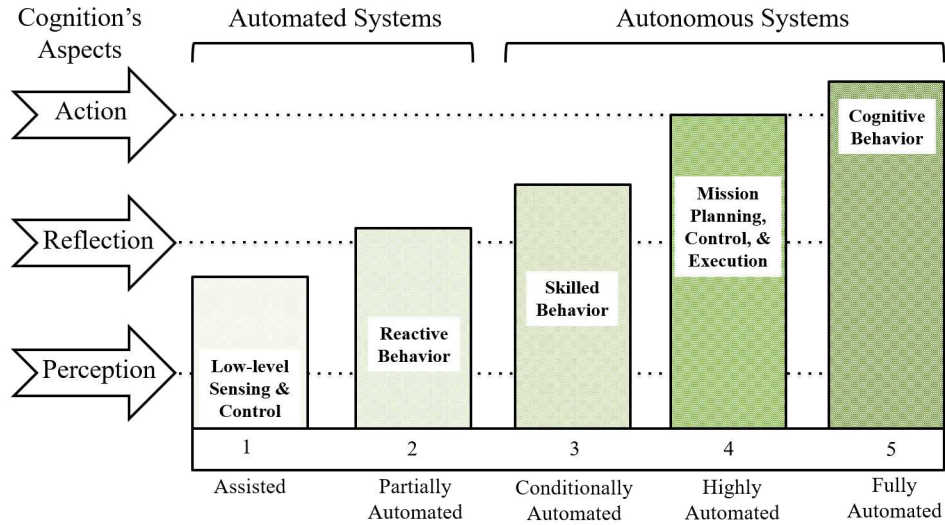 Cognition's
Aspects
Automated Systems
Autonomous Systems
Action
Reflection
Perception
Low-level
Sensing &
Control
Reactive
Behavior
Skilled
Behavior
Mission
Planning,
Control, &
Execution
Cognitive
Behavior
1
2
3
4
5
Assisted
Partially
Automated
Conditionally
Automated
Highly
Automated
Fully
Automated